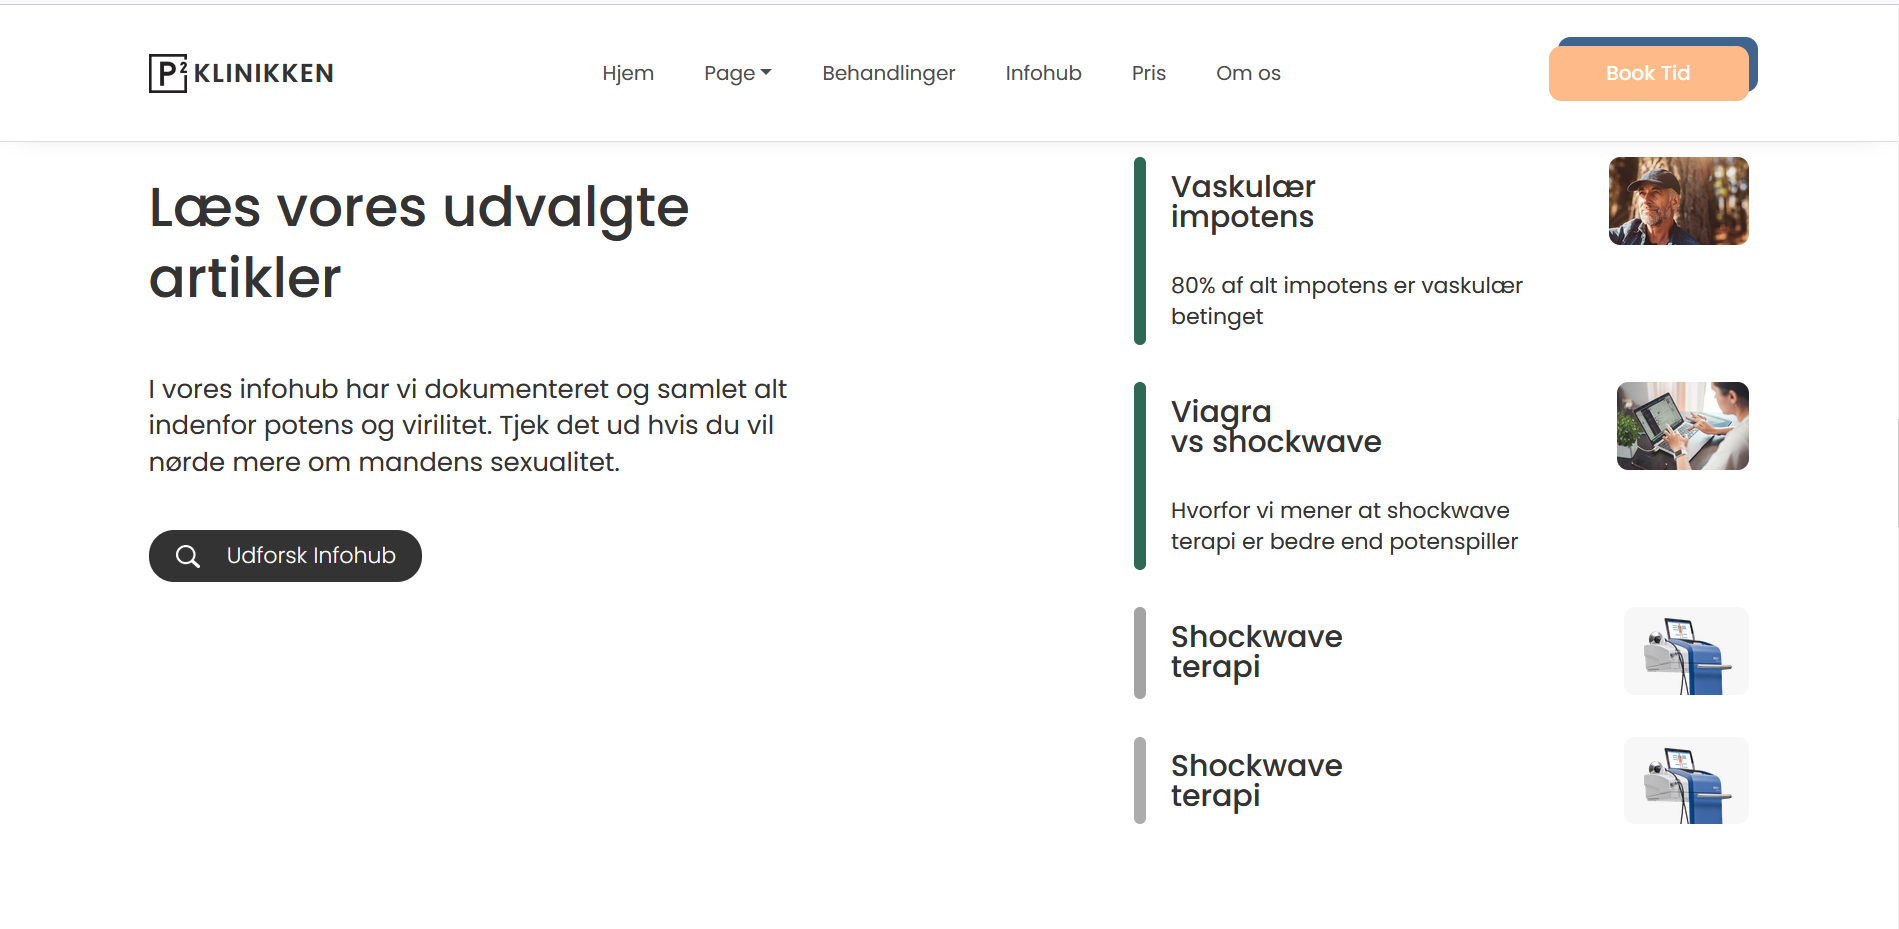 P² KLINIKKEN
Hjem
Page
Behandlinger
Infohub
Pris
Om os
Book Tid
Læs vores udvalgte
artikler
I vores infohub har vi dokumenteret og samlet alt
indenfor potens og virilitet. Tjek det ud hvis du vil
nørde mere om mandens sexualitet.
Udforsk Infohub
Vaskulær
impotens
80% af alt impotens er vaskulær
betinget
Viagra
vs shockwave
Hvorfor vi mener at shockwave
terapi er bedre end potenspiller
Shockwave
terapi
Shockwave
terapi